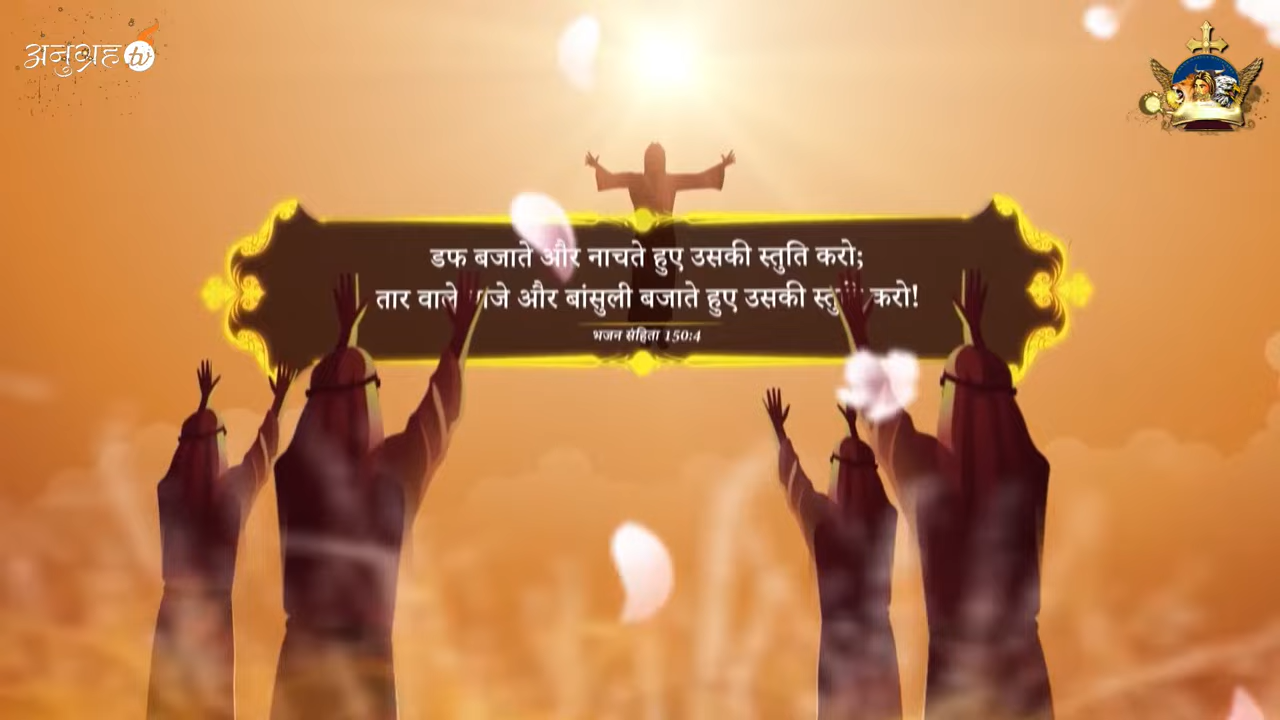 अनुग्रह tv
डफ बजाते और नाचते हुए उसकी स्तुति करो;
तार वाले और बांसुली बजाते हुए उसकी करो!
भजन संहिता 150:4